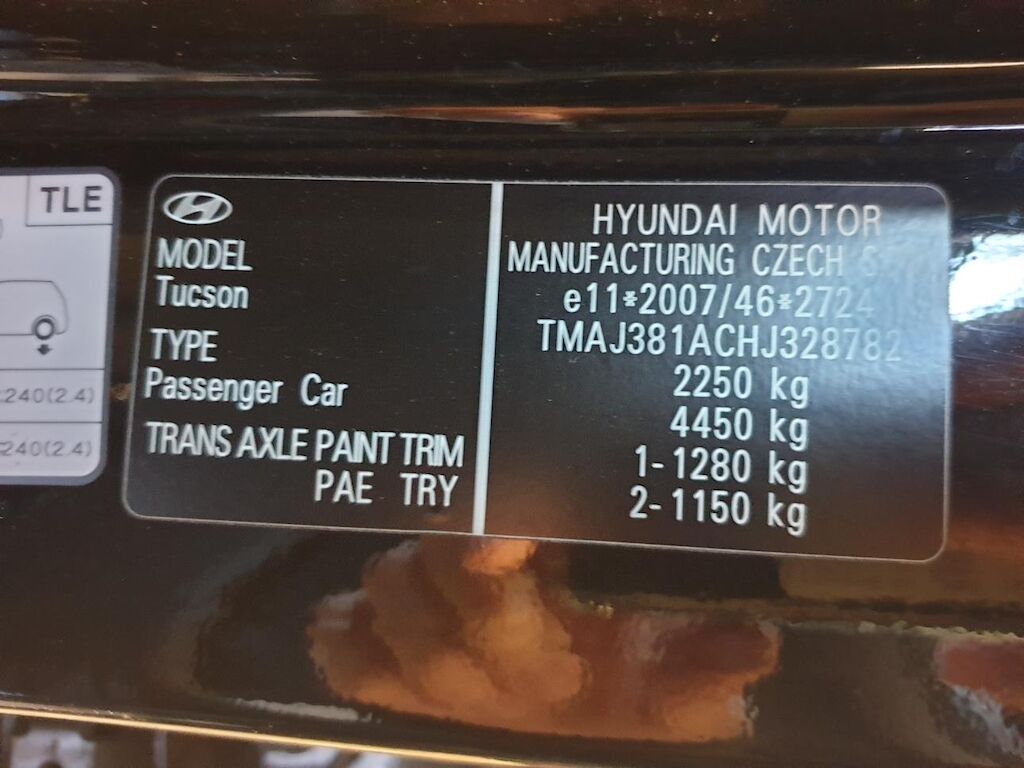 TLE
240(2.4)
240(2.4)
MODEL
Tucson
TYPE
Passenger Car
TRANS AXLE PAINT TRIM
PAE TRY
HYUNDAI MOTOR
MANUFACTURING CZECH
e11*2007/46*2724
TMAJ381ACHJ328782
2250 kg
4450 kg
1-1280 kg
2-1150 kg